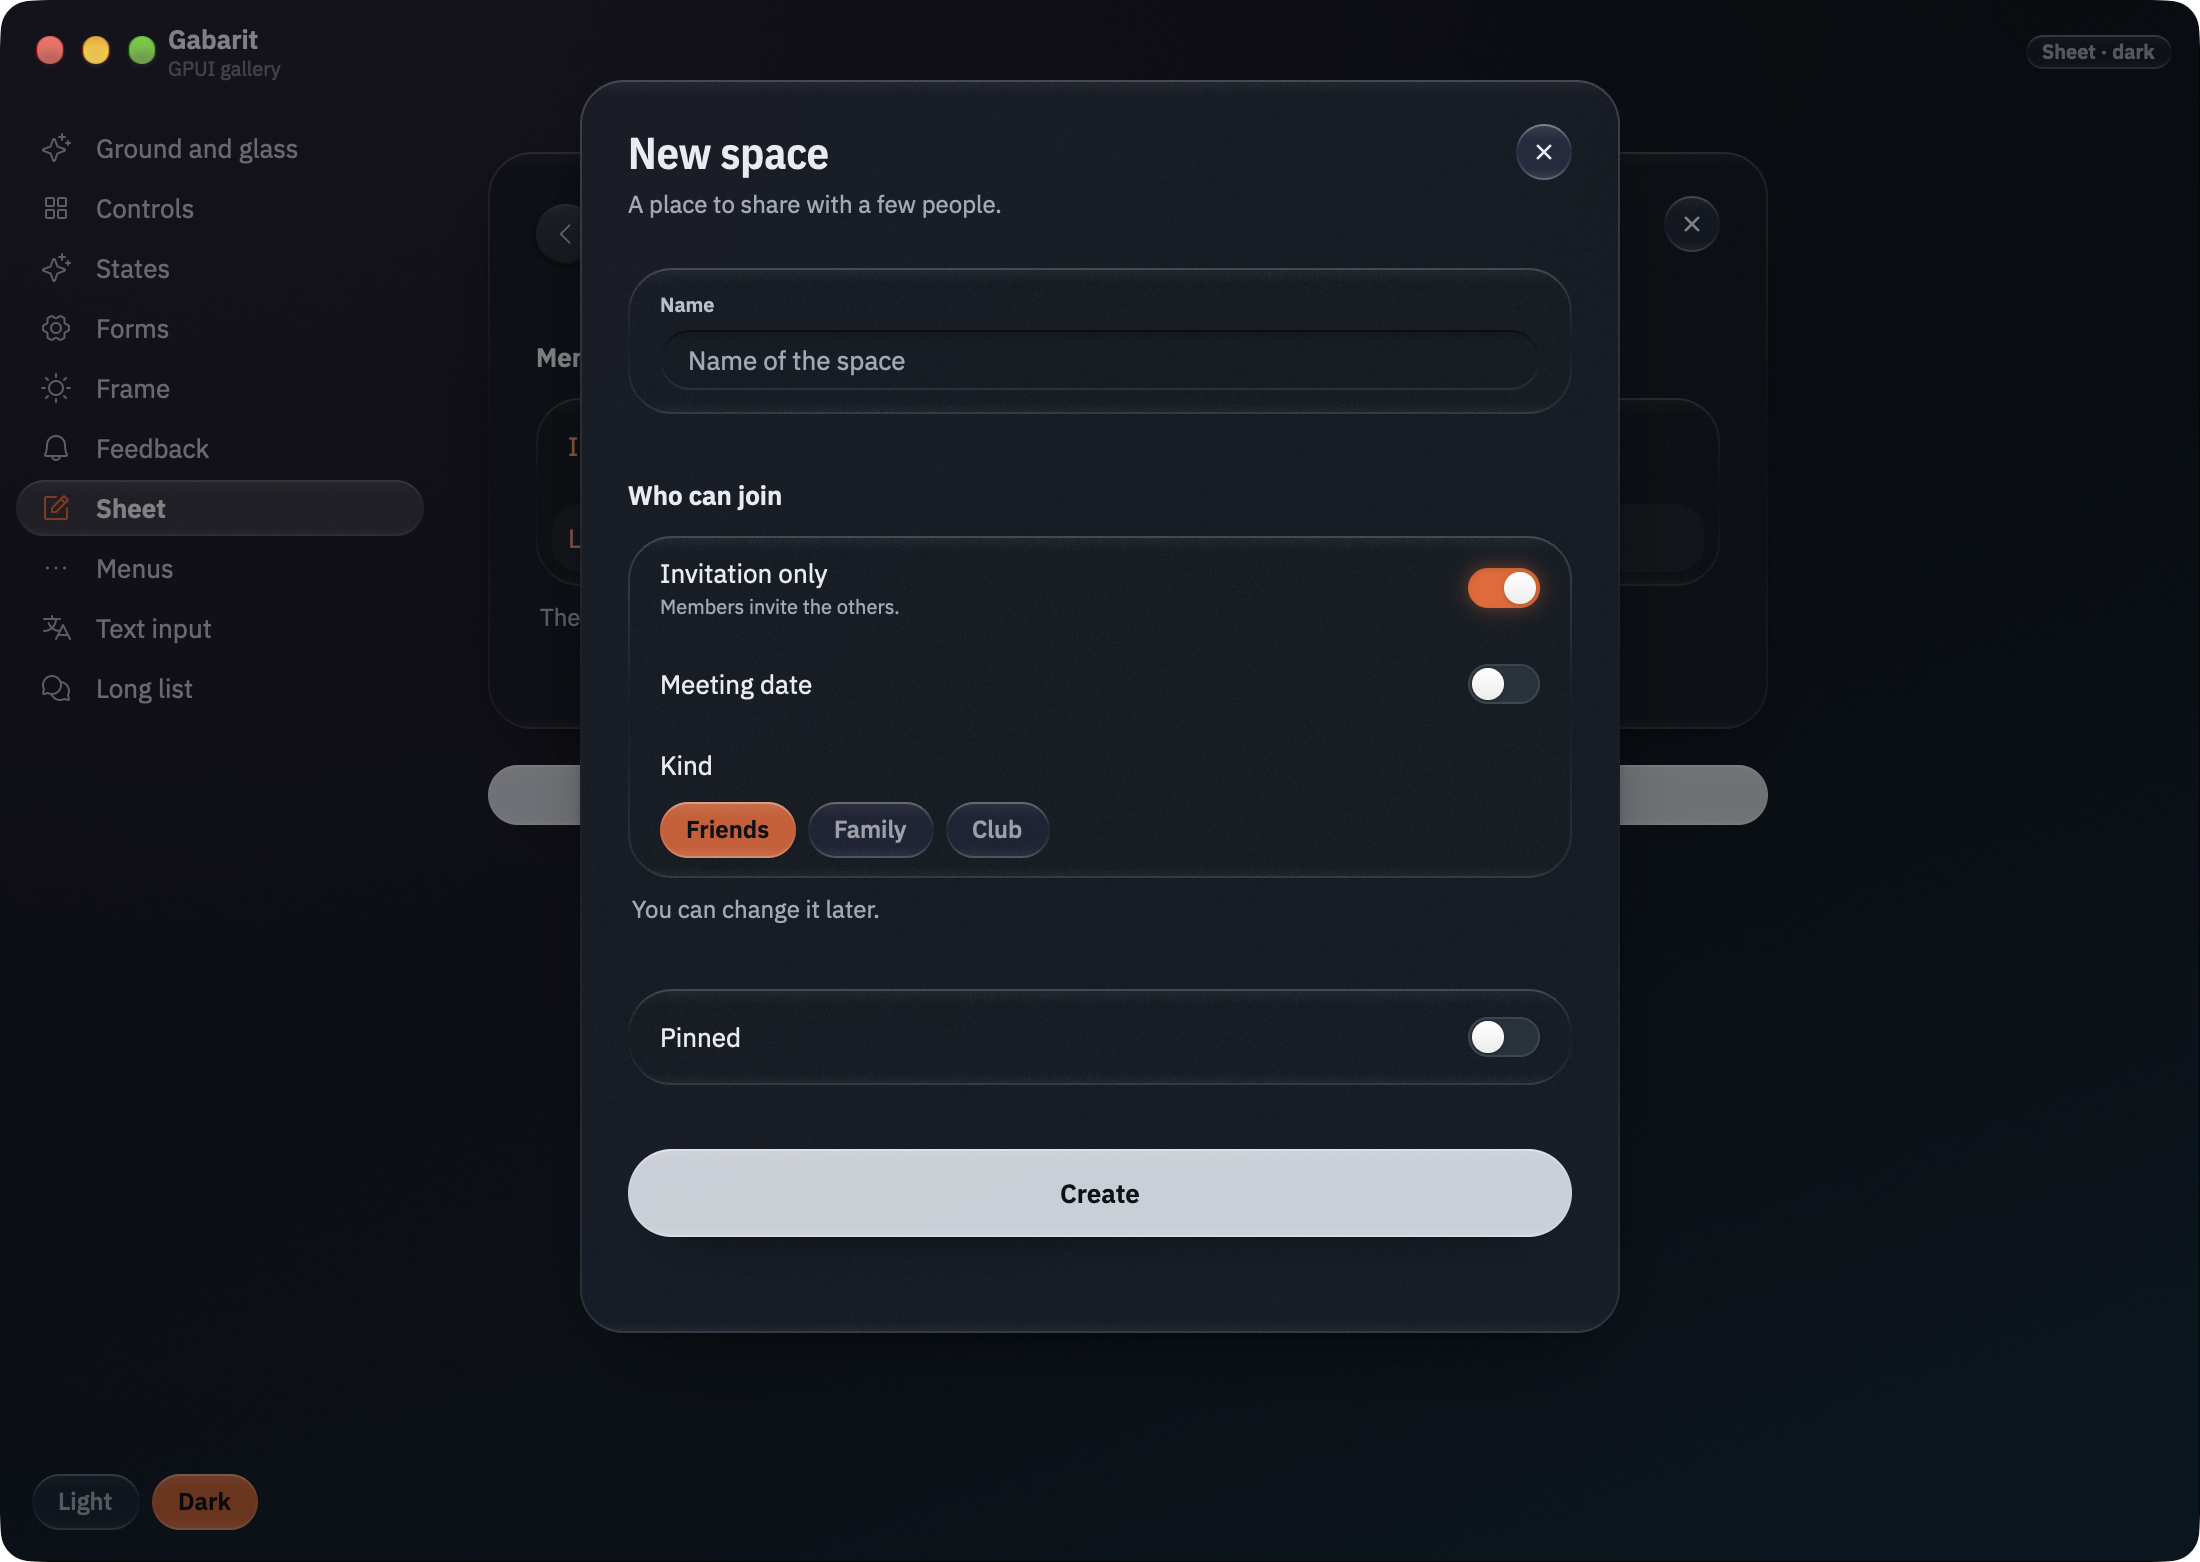 Gabarit
GPUI gallery
Sheet · dark
Ground and glass
Controls
States
Forms
Frame
Feedback
Sheet
Menus
Text input
Long list
Light
Dark
New space
A place to share with a few people.
Name
Name of the space
Who can join
Invitation only
Members invite the others.
Meeting date
Kind
Friends
Family
Club
You can change it later.
Pinned
Create
The